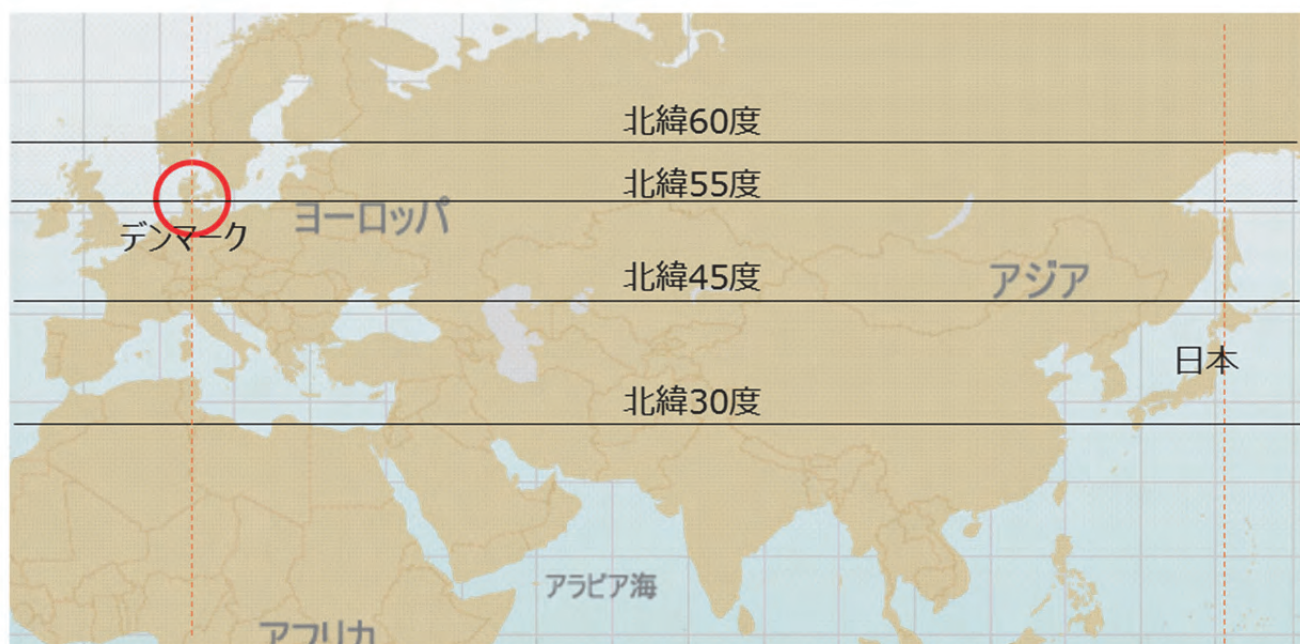 北緯60度
北緯55度
ヨーロッパ
デンマーク
北緯45度
アジア
日本
北緯30度
アラビア海
アフリカ